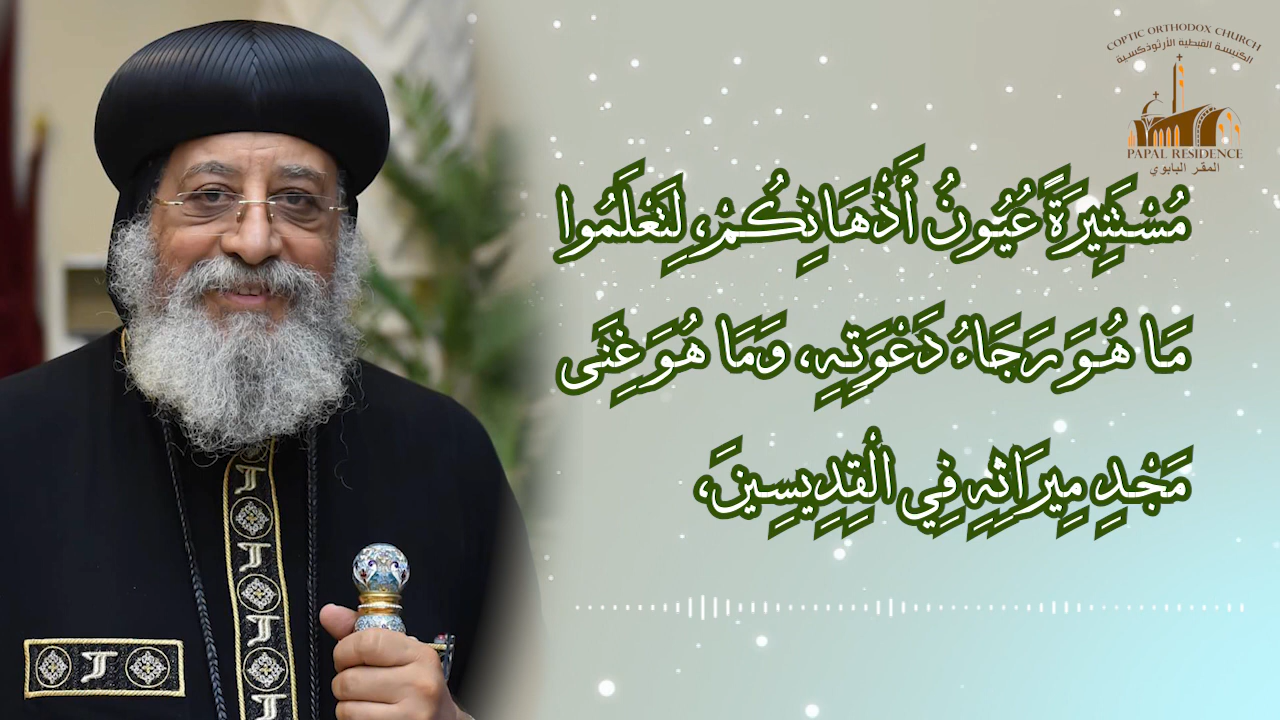 COPTIC ORTHODOX CHURCH
الكنيسة القبطية الأرثوذكسية
PAPAL RESIDENCE
المقر البابوي
مُسْتَنِيرَةً عُيُونُ أَذْهَانِكُمْ، لِتَعْلَمُوا
مَا هُوَ رَجَاءُ دَعْوَتِهِ، وَمَا هُوَ غِنَى
مَجْدِ مِيرَاثِهِ فِي الْقِدِيسِينَ،